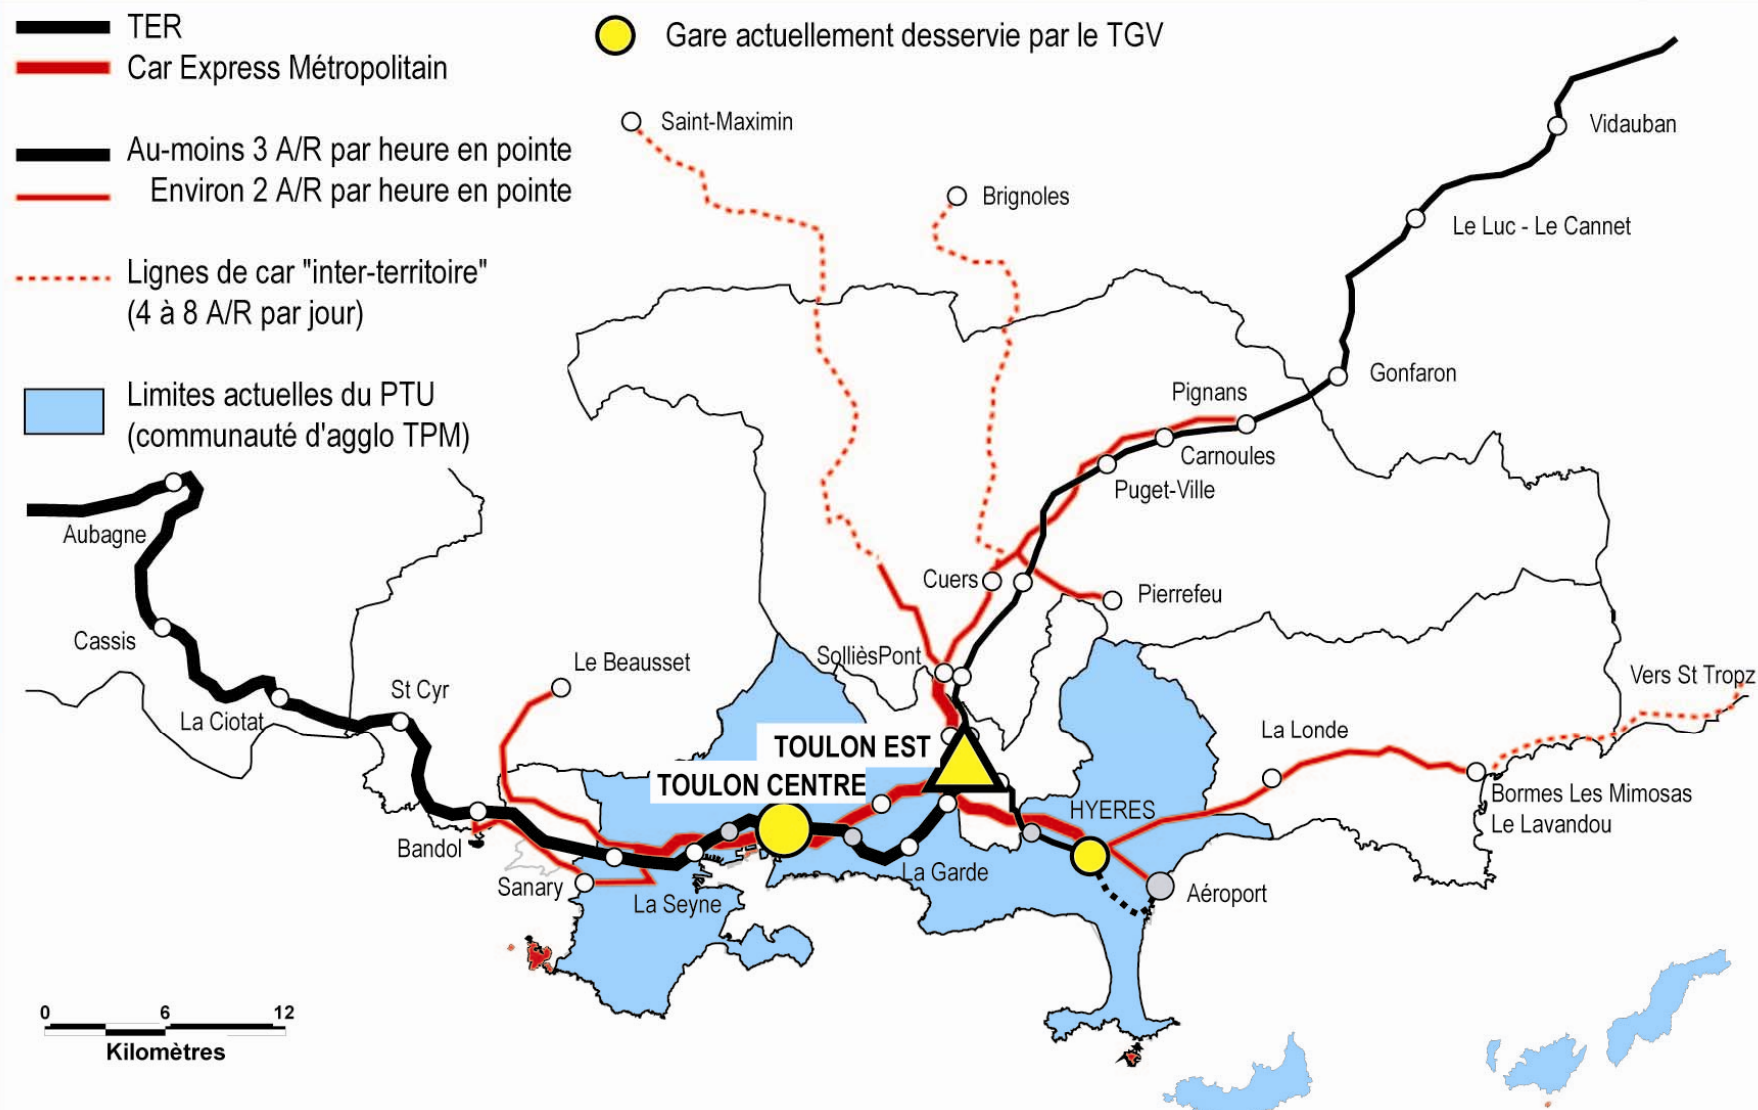 TER
Car Express Métropolitain
Gare actuellement desservie par le TGV
Au-moins 3 A/R par heure en pointe
Environ 2 A/R par heure en pointe
Lignes de car "inter-territoire"
(4 à 8 A/R par jour)
Limites actuelles du PTU
(communauté d'agglo TPM)
Saint-Maximin
Vidauban
Brignoles
Le Luc - Le Cannet
Gonfaron
Pignans
Carnoules
Puget-Ville
Aubagne
Cuers
Pierrefeu
Cassis
SollièsPont
Le Beausset
Vers St Tropz
St Cyr
La Ciotat
La Londe
TOULON EST
TOULON CENTRE
Bormes Les Mimosas
Le Lavandou
HYERES
Bandol
La Garde
Sanary
Aéroport
La Seyne
0 6 12
Kilomètres